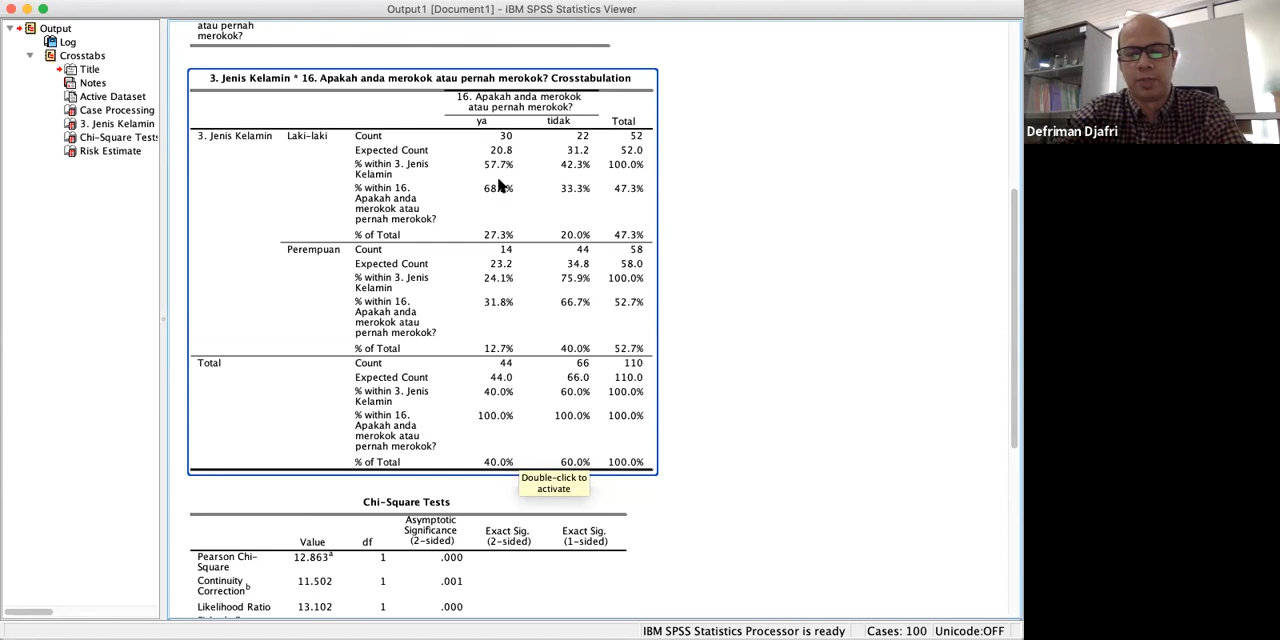 Output1 [Document1] - IBM SPSS Statistics Viewer
Output
Log
Crosstabs
Title
Notes
Active Dataset
Case Processing
3. Jenis Kelamin
Chi-Square Tests
Risk Estimate
atau pernah
merokok?
3. Jenis Kelamin * 16. Apakah anda merokok atau pernah merokok? Crosstabulation
16. Apakah anda merokok
atau pernah merokok?
ya tidak Total
3. Jenis Kelamin Laki-laki Count 30 22 52
Expected Count 20.8 31.2 52.0
% within 3. Jenis 57.7% 42.3% 100.0%
Kelamin
% within 16. 33.3% 47.3%
Apakah anda
merokok atau
pernah merokok?
% of Total 27.3% 20.0% 47.3%
Perempuan Count 14 44 58
Expected Count 23.2 34.8 58.0
% within 3. Jenis 24.1% 75.9% 100.0%
Kelamin
% within 16. 31.8% 66.7% 52.7%
Apakah anda
merokok atau
pernah merokok?
% of Total 12.7% 40.0% 52.7%
Total Count 44 66 110
Expected Count 44.0 66.0 110.0
% within 3. Jenis 40.0% 60.0% 100.0%
Kelamin
% within 16. 100.0% 100.0% 100.0%
Apakah anda
merokok atau
pernah merokok?
% of Total 40.0% 60.0% 100.0%
Double-click to
activate
Chi-Square Tests
Asymptotic
Significance Exact Sig. Exact Sig.
Value df (2-sided) (2-sided) (1-sided)
Pearson Chi- 12.863a 1 .000
Square
Continuity 11.502 1 .001
Correction b
Likelihood Ratio 13.102 1 .000
IBM SPSS Statistics Processor is ready Cases: 100 Unicode:OFF
Defriman Djafri